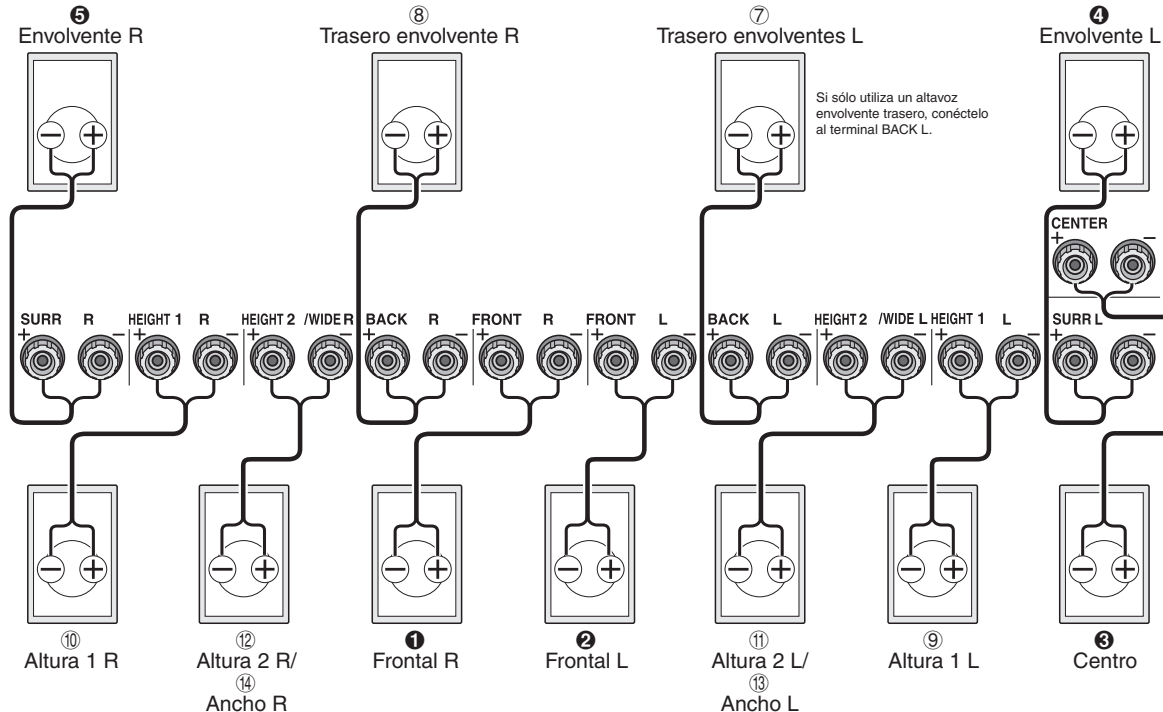 ❺
Envolvente R
⑧
Trasero envolvente R
⑦
Trasero envolventes L
❹
Envolvente L
Si sólo utiliza un altavoz
envolvente trasero, conéctelo
al terminal BACK L.
CENTER
+ −
SURR R HEIGHT 1 R HEIGHT 2 /WIDE R BACK R FRONT R FRONT L BACK L HEIGHT 2 /WIDE L HEIGHT 1 L SURR L
+ − + − + − + − + − + − + − + − + − + −
⑩
Altura 1 R
⑫
Altura 2 R/
⑭
Ancho R
❶
Frontal R
❷
Frontal L
⑪
Altura 2 L/
⑬
Ancho L
⑨
Altura 1 L
❸
Centro